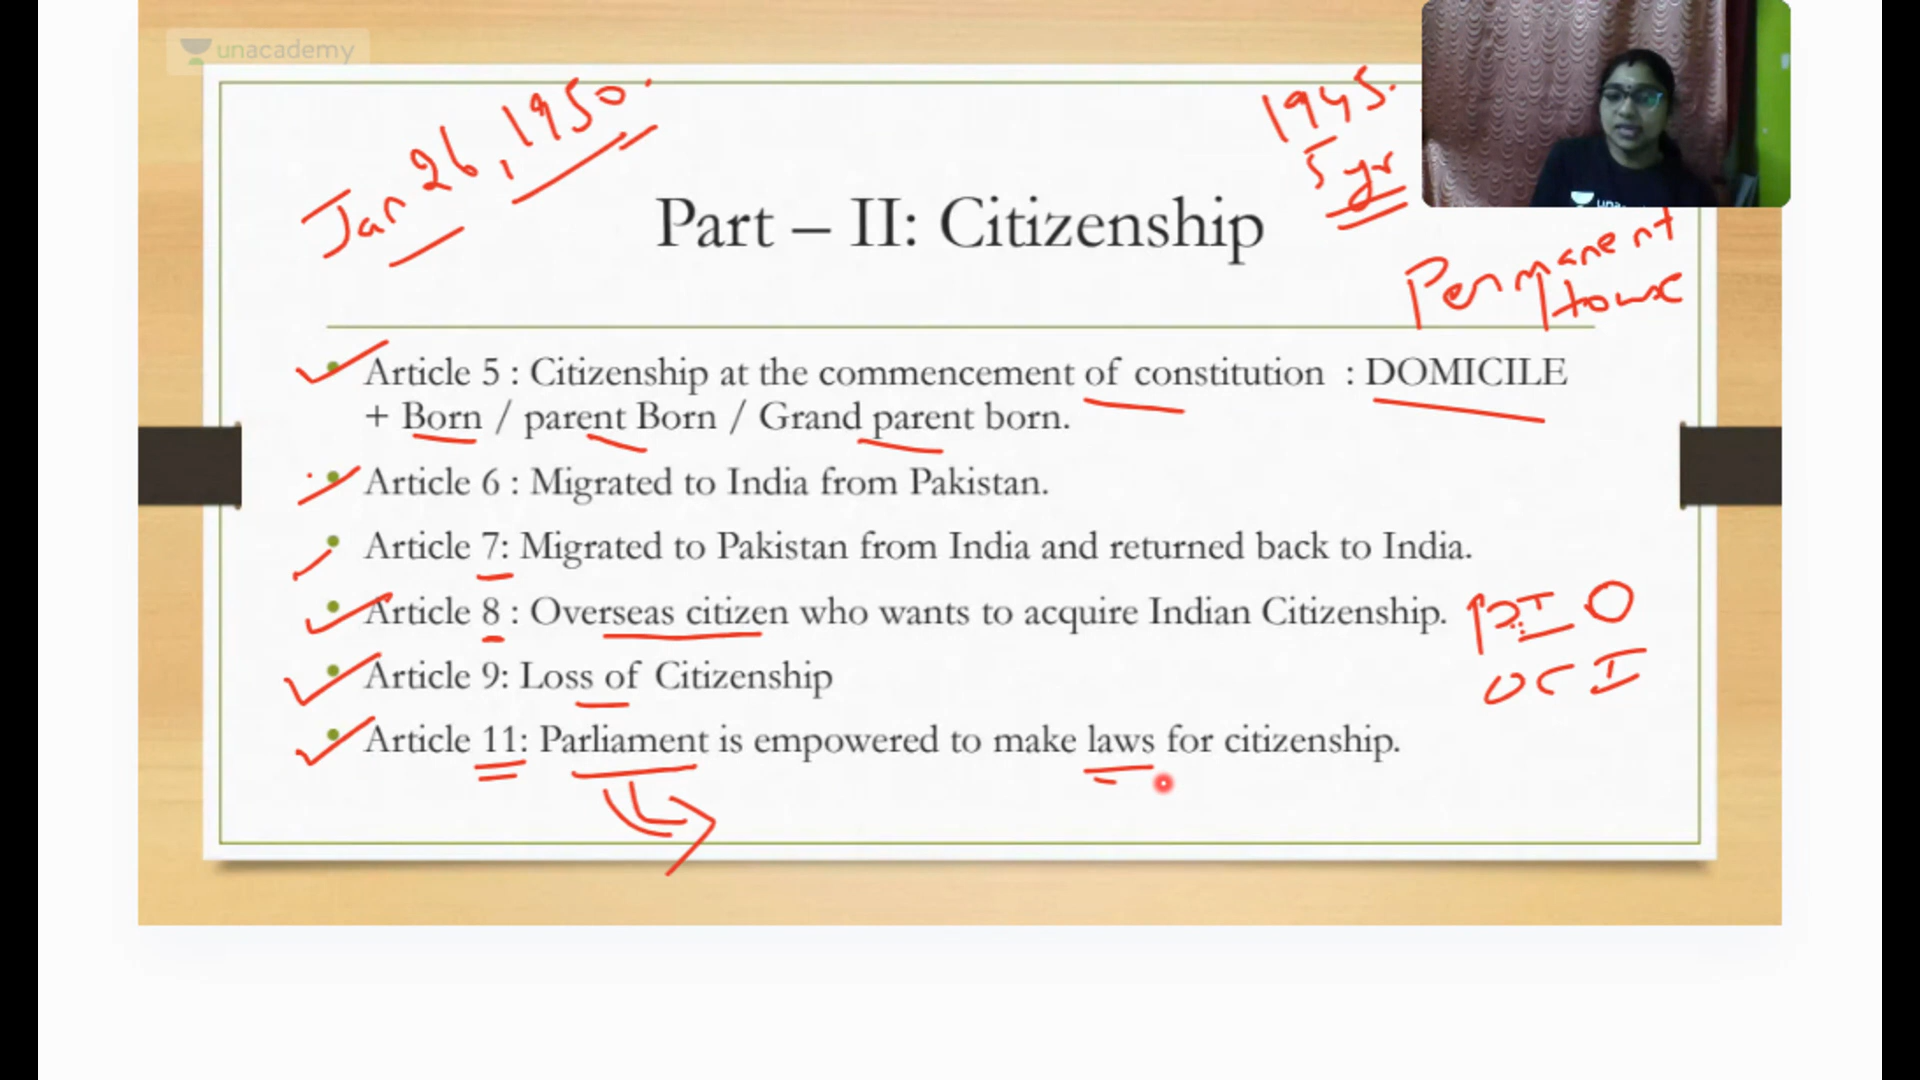 unacademy
Jan 26, 1950.
1945.
5 yr
Permanent
Part – II: Citizenship
Article 5 : Citizenship at the commencement of constitution : DOMICILE
+ Born / parent Born / Grand parent born.
Article 6 : Migrated to India from Pakistan.
Article 7: Migrated to Pakistan from India and returned back to India.
Article 8 : Overseas citizen who wants to acquire Indian Citizenship.
PIO
OCI
Article 9: Loss of Citizenship
Article 11: Parliament is empowered to make laws for citizenship.